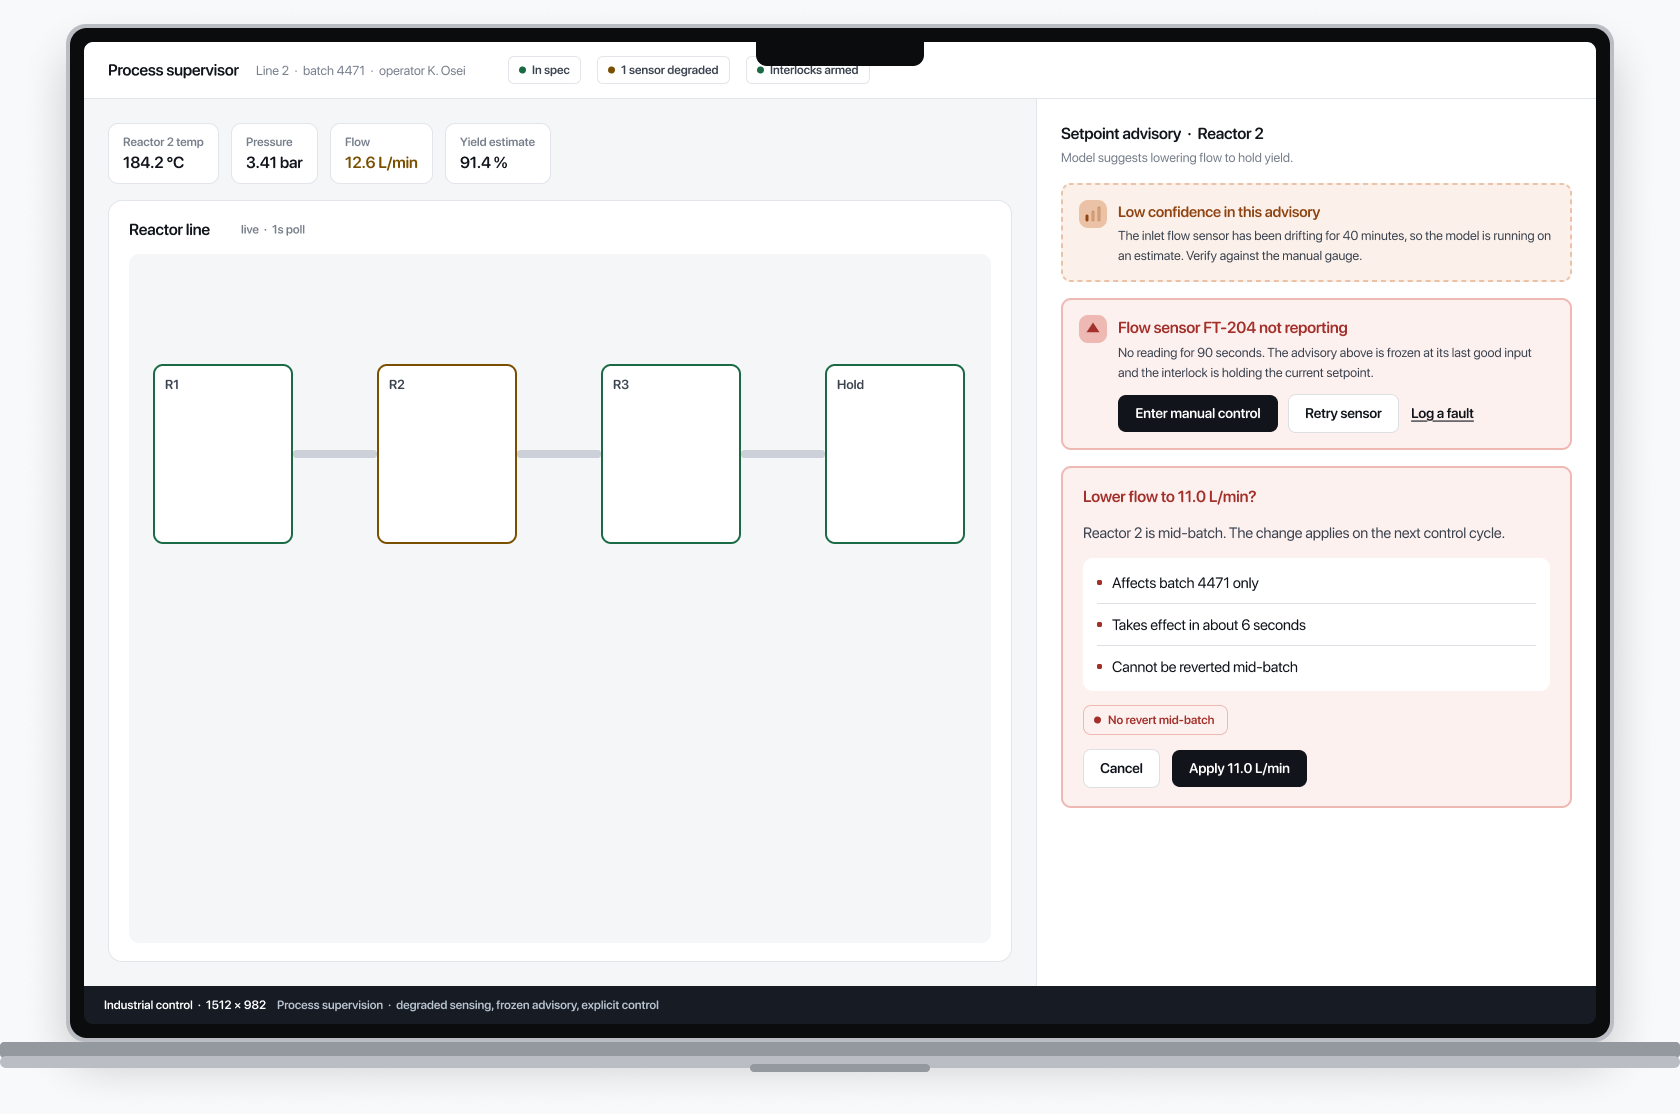 Process supervisor
Line 2 · batch 4471 · operator K. Osei
In spec
1 sensor degraded
Interlocks armed
Reactor 2 temp
184.2 °C
Pressure
3.41 bar
Flow
12.6 L/min
Yield estimate
91.4 %
Reactor line
live · 1s poll
R1
R2
R3
Hold
Setpoint advisory · Reactor 2
Model suggests lowering flow to hold yield.
Low confidence in this advisory
The inlet flow sensor has been drifting for 40 minutes, so the model is running on
an estimate. Verify against the manual gauge.
Flow sensor FT-204 not reporting
No reading for 90 seconds. The advisory above is frozen at its last good input
and the interlock is holding the current setpoint.
Enter manual control
Retry sensor
Log a fault
Lower flow to 11.0 L/min?
Reactor 2 is mid-batch. The change applies on the next control cycle.
Affects batch 4471 only
Takes effect in about 6 seconds
Cannot be reverted mid-batch
No revert mid-batch
Cancel
Apply 11.0 L/min
Industrial control · 1512 × 982 Process supervision · degraded sensing, frozen advisory, explicit control